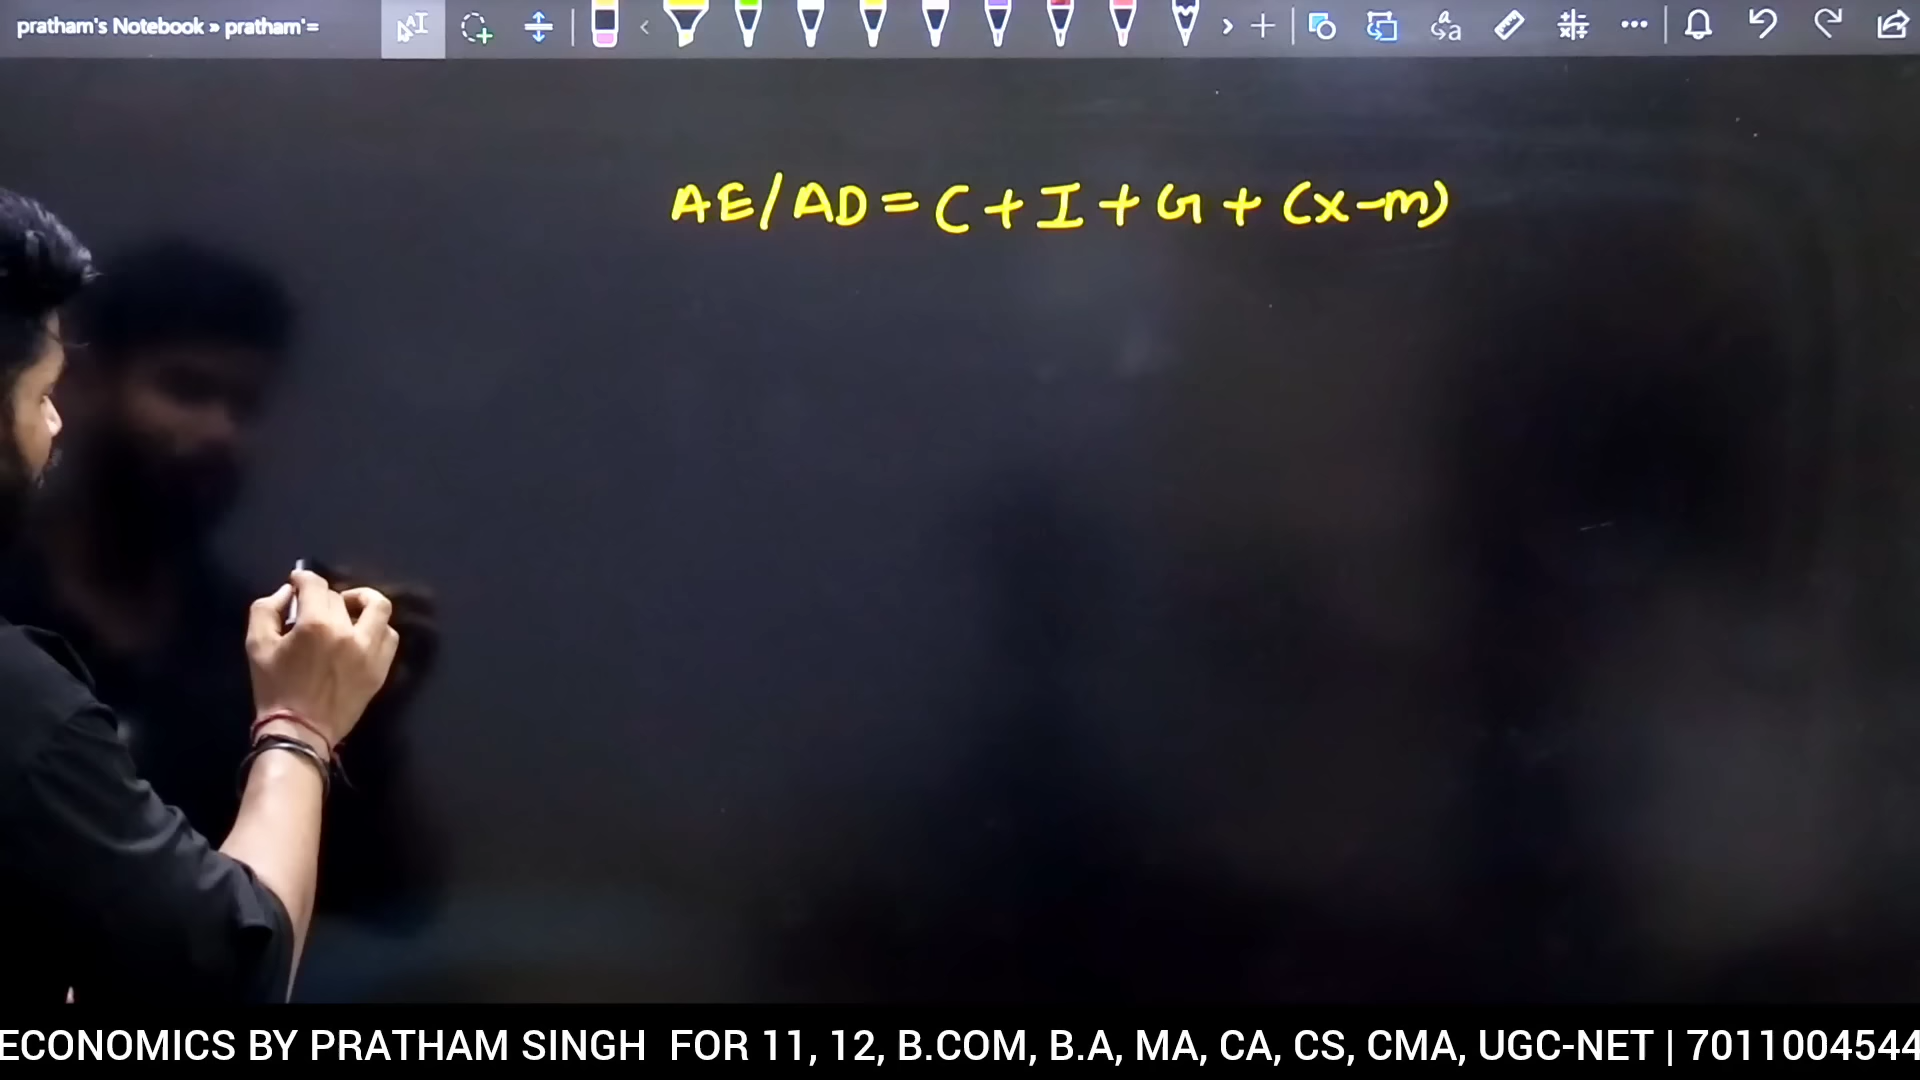 pratham's Notebook » pratham'=
AE/AD = C + I + G + (x-m)
ECONOMICS BY PRATHAM SINGH FOR 11, 12, B.COM, B.A, MA, CA, CS, CMA, UGC-NET | 7011004544